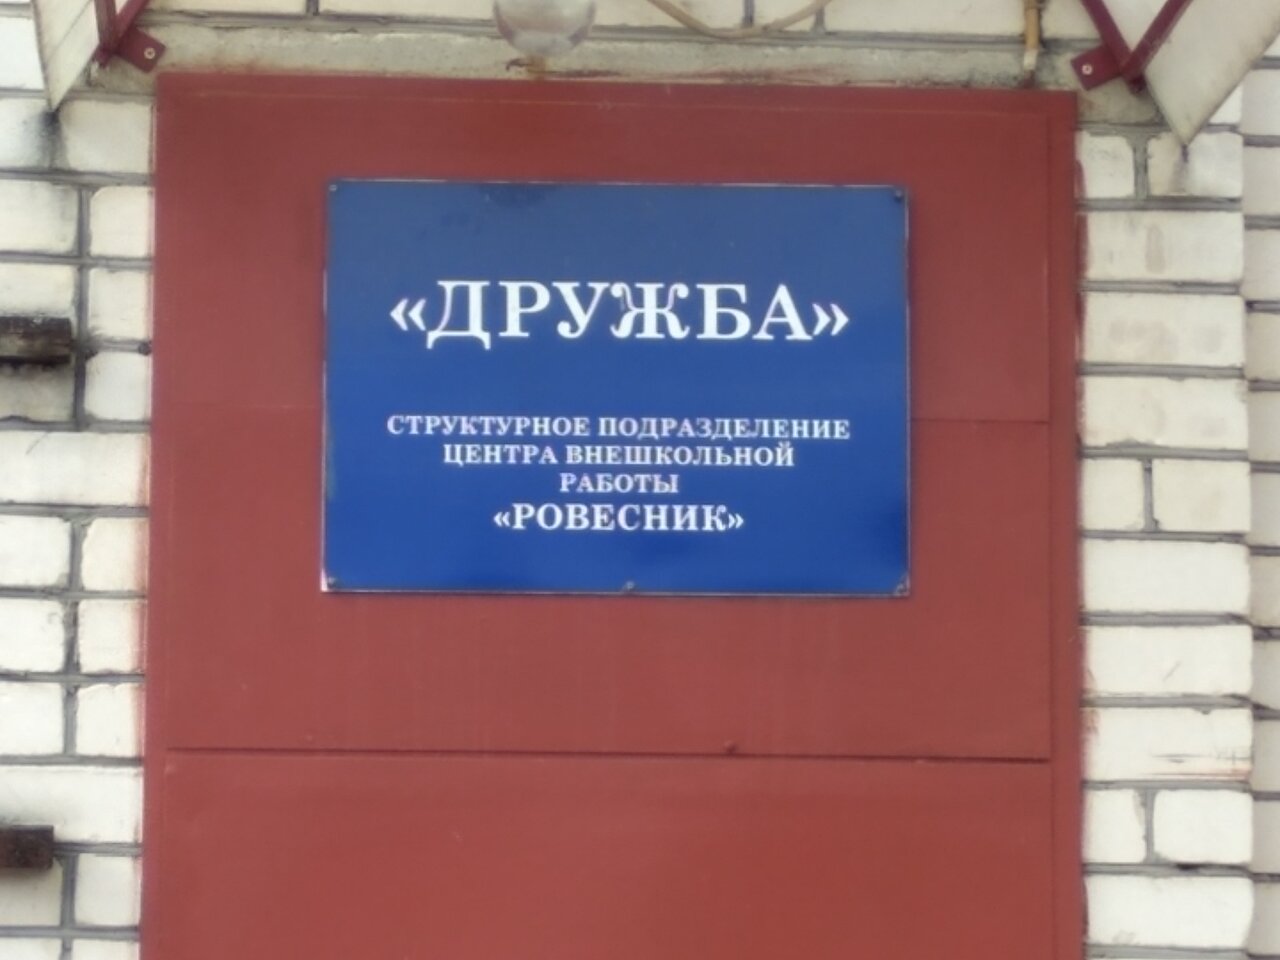 «ДРУЖБА»
СТРУКТУРНОЕ ПОДРАЗДЕЛЕНИЕ
ЦЕНТРА ВНЕШКОЛЬНОЙ
РАБОТЫ
«РОВЕСНИК»